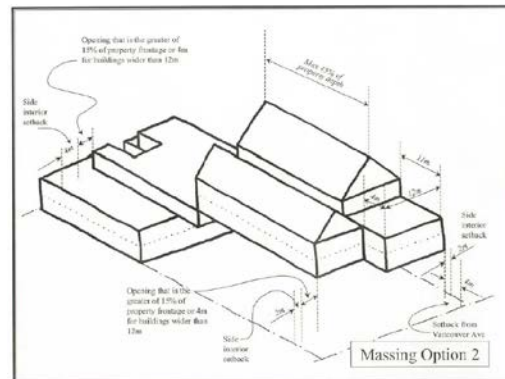 Opening that is the greater of
15% of property frontage or 4m
for buildings wider than 12m
Side
interior
setback
Max 45% of
property depth
12m
4m
Side
interior
setback
Opening that is the
greater of 15% of
property frontage or 4m
for buildings wider than
12m
Side
interior
setback
Setback from
Vancouver Ave
Massing Option 2